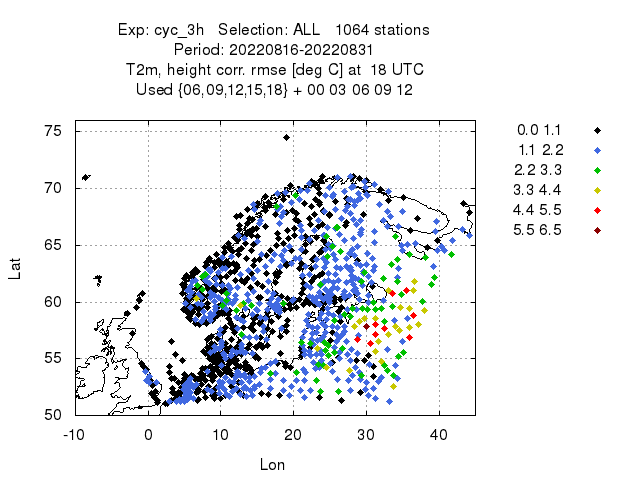 Exp: cyc_3h   Selection: ALL   1064 stations
Period: 20220816-20220831
T2m, height corr. rmse [deg C] at  18 UTC
Used {06,09,12,15,18} + 00 03 06 09 12
0.0 1.1
1.1  2.2
2.2 3.3
3.3 4.4
4.4 5.5
5.5 6.5
Lat
75
70
65
60
55
50
-10 0 10 20 30 40
Lon